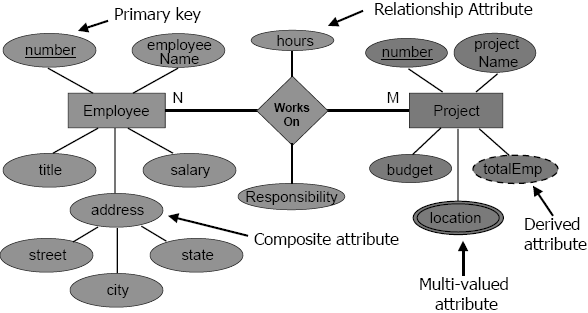 Primary key
Relationship Attribute
number
employee
Name
hours
number
project
Name
Employee
N
Works
On
M
Project
title
salary
budget
totalEmp
address
Responsibility
location
Derived
attribute
Composite attribute
street
state
city
Multi-valued
attribute